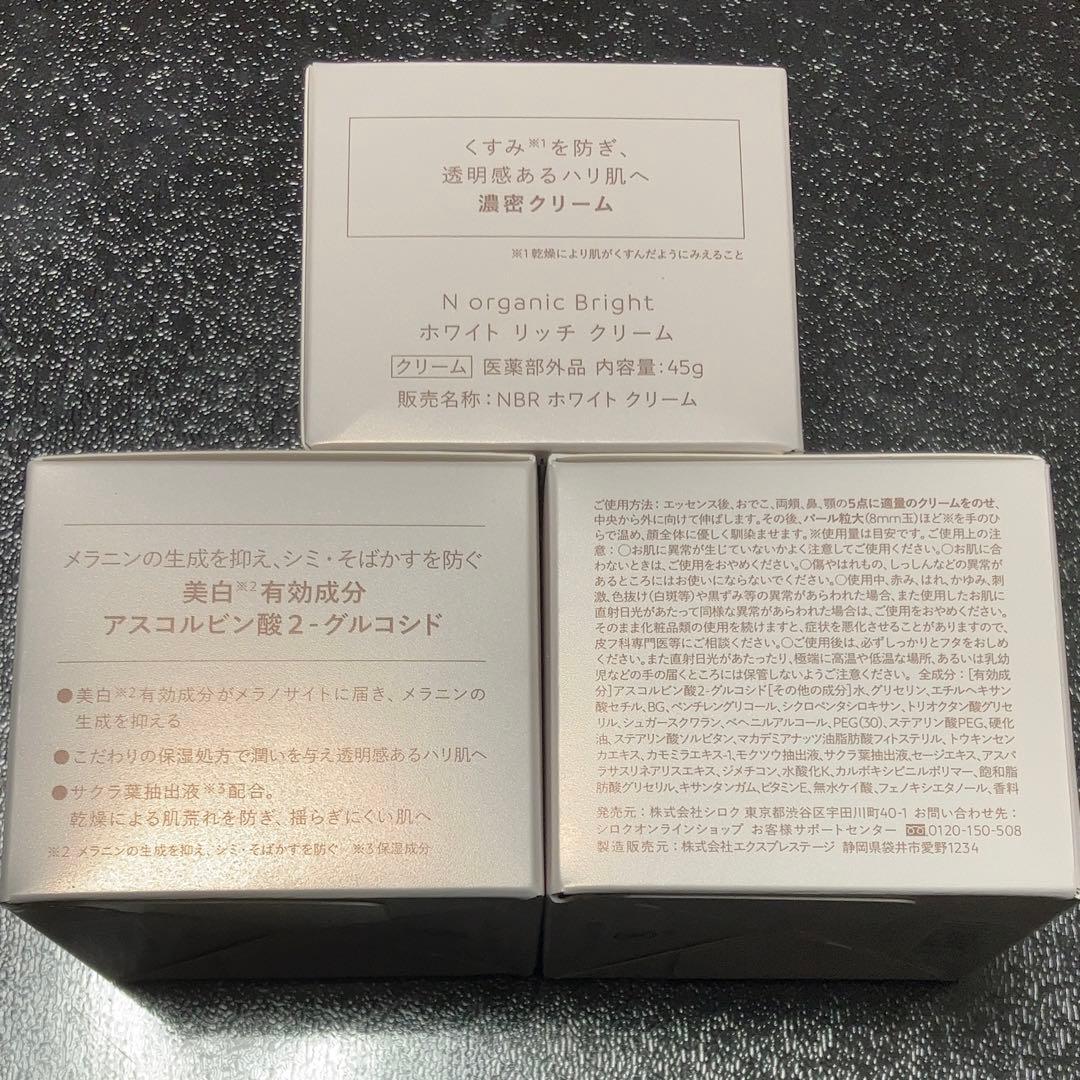 くすみ※1を防ぎ、
透明感あるハリ肌へ
濃密クリーム
※1 乾燥により肌がくすんだようにみえること
N organic Bright
ホワイト リッチ クリーム
クリーム 医薬部外品 内容量:45g
販売名称:NBR ホワイト クリーム
メラニンの生成を抑え、シミ・そばかすを防ぐ
美白※2有効成分
アスコルビン酸2-グルコシド
●美白※2有効成分がメラノサイトに届き、メラニンの
生成を抑える
●こだわりの保湿処方で潤いを与え透明感あるハリ肌へ
●サクラ葉抽出液※3配合。
乾燥による肌荒れを防ぎ、揺らぎにくい肌へ
※2 メラニンの生成を抑え、シミ・そばかすを防ぐ ※3 保湿成分
ご使用方法:エッセンス後、おでこ、両頬、鼻、顎の5点に適量のクリームをのせ、
中央から外に向けて伸ばします。その後、パール粒大(8mm玉)ほど※を手のひ
らで温め、顔全体に優しく馴染ませます。※使用量は目安です。ご使用上の注
意:○お肌に異常が生じていないかよく注意してご使用ください。○お肌に合
わないときは、ご使用をおやめください。○傷やはれもの、しっしんなどの異常が
あるところにはお使いにならないでください。○使用中、赤み、はれ、かゆみ、刺
激、色抜け(白斑等)や黒ずみ等の異常があらわれた場合、また使用したお肌に
直射日光があたって同様な異常があらわれた場合は、ご使用をおやめください。
そのまま化粧品類の使用を続けますと、症状を悪化させることがありますので、
皮フ科専門医等にご相談ください。○ご使用後は、必ずしっかりとフタをおしめ
ください。また直射日光があたったり、極端に高温や低温な場所、あるいは乳幼
児などの手の届くところには保管しないようご注意ください。 全成分:[有効成
分]アスコルビン酸2-グルコシド[その他の成分]水、グリセリン、エチルヘキサン
酸セチル、BG、ペンチレングリコール、シクロペンタシロキサン、トリオクタン酸グリセ
リル、シュガースクワラン、ベヘニルアルコール、PEG(30)、ステアリン酸PEG、硬化
油、ステアリン酸ソルビタン、マカデミアナッツ油脂肪酸フィトステリル、トウキンセン
カエキス、カモミラエキス-1、モクツウ抽出液、サクラ葉抽出液、セージエキス、アスパ
ラサスリネアリスエキス、ジメチコン、水酸化K、カルボキシビニルポリマー、飽和脂
肪酸グリセリル、キサンタンガム、ビタミンE、無水ケイ酸、フェノキシエタノール、香料
発売元:株式会社シロク 東京都渋谷区宇田川町40-1 お問い合わせ先:
シロクオンラインショップ お客様サポートセンター 0120-150-508
製造販売元:株式会社エクスプレステージ 静岡県袋井市愛野1234